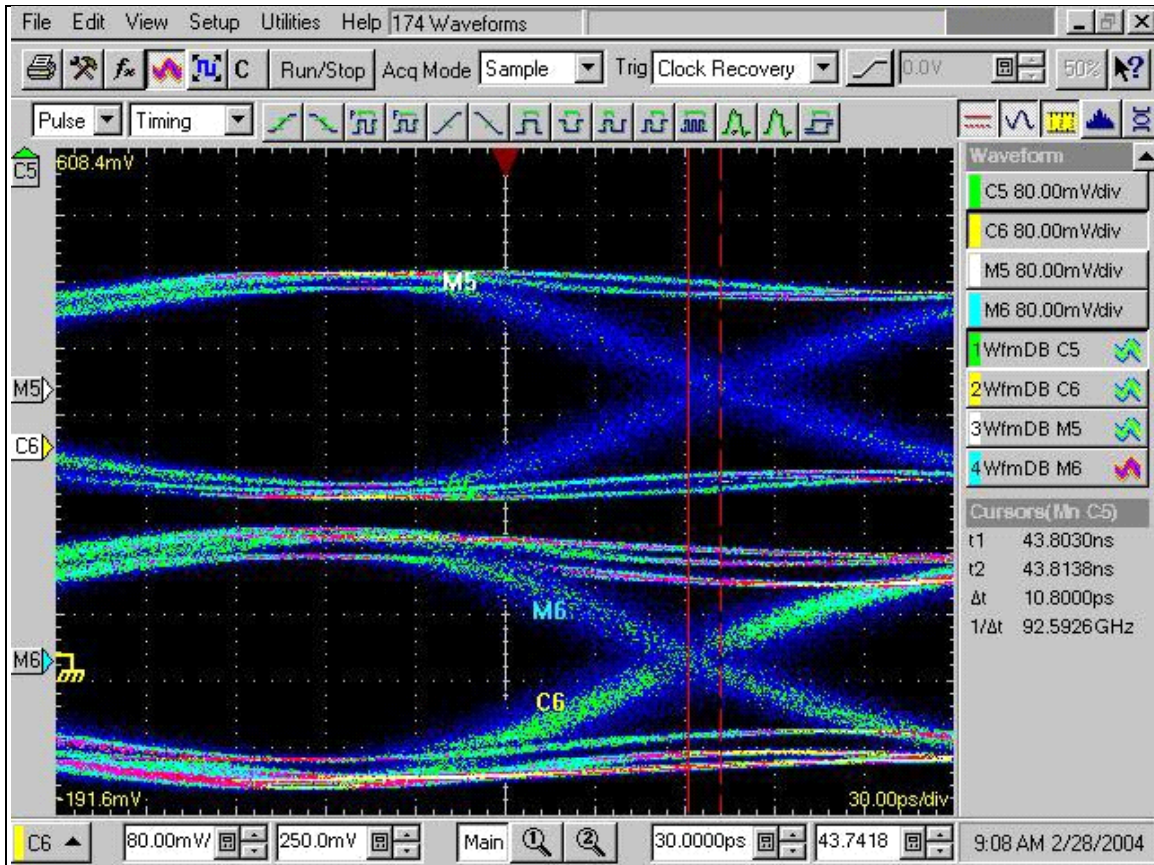 File Edit View Setup Utilities Help 174 Waveforms
C Run/Stop Acq Mode Sample Trig Clock Recovery 0.0V 50% ?
Pulse Timing
C5
608.4mV
M5
M5
C6
M6
M6
C6
-191.6mV
30.00ps/div
Waveform
C5 80.00mV/div
C6 80.00mV/div
M5 80.00mV/div
M6 80.00mV/div
1 WfmDB C5
2 WfmDB C6
3 WfmDB M5
4 WfmDB M6
Cursors(Mn C5)
t1 43.8030ns
t2 43.8138ns
Δt 10.8000ps
1/Δt 92.5926GHz
C6 80.00mV/ 250.0mV Main 1 2 30.0000ps 43.7418 9:08 AM 2/28/2004